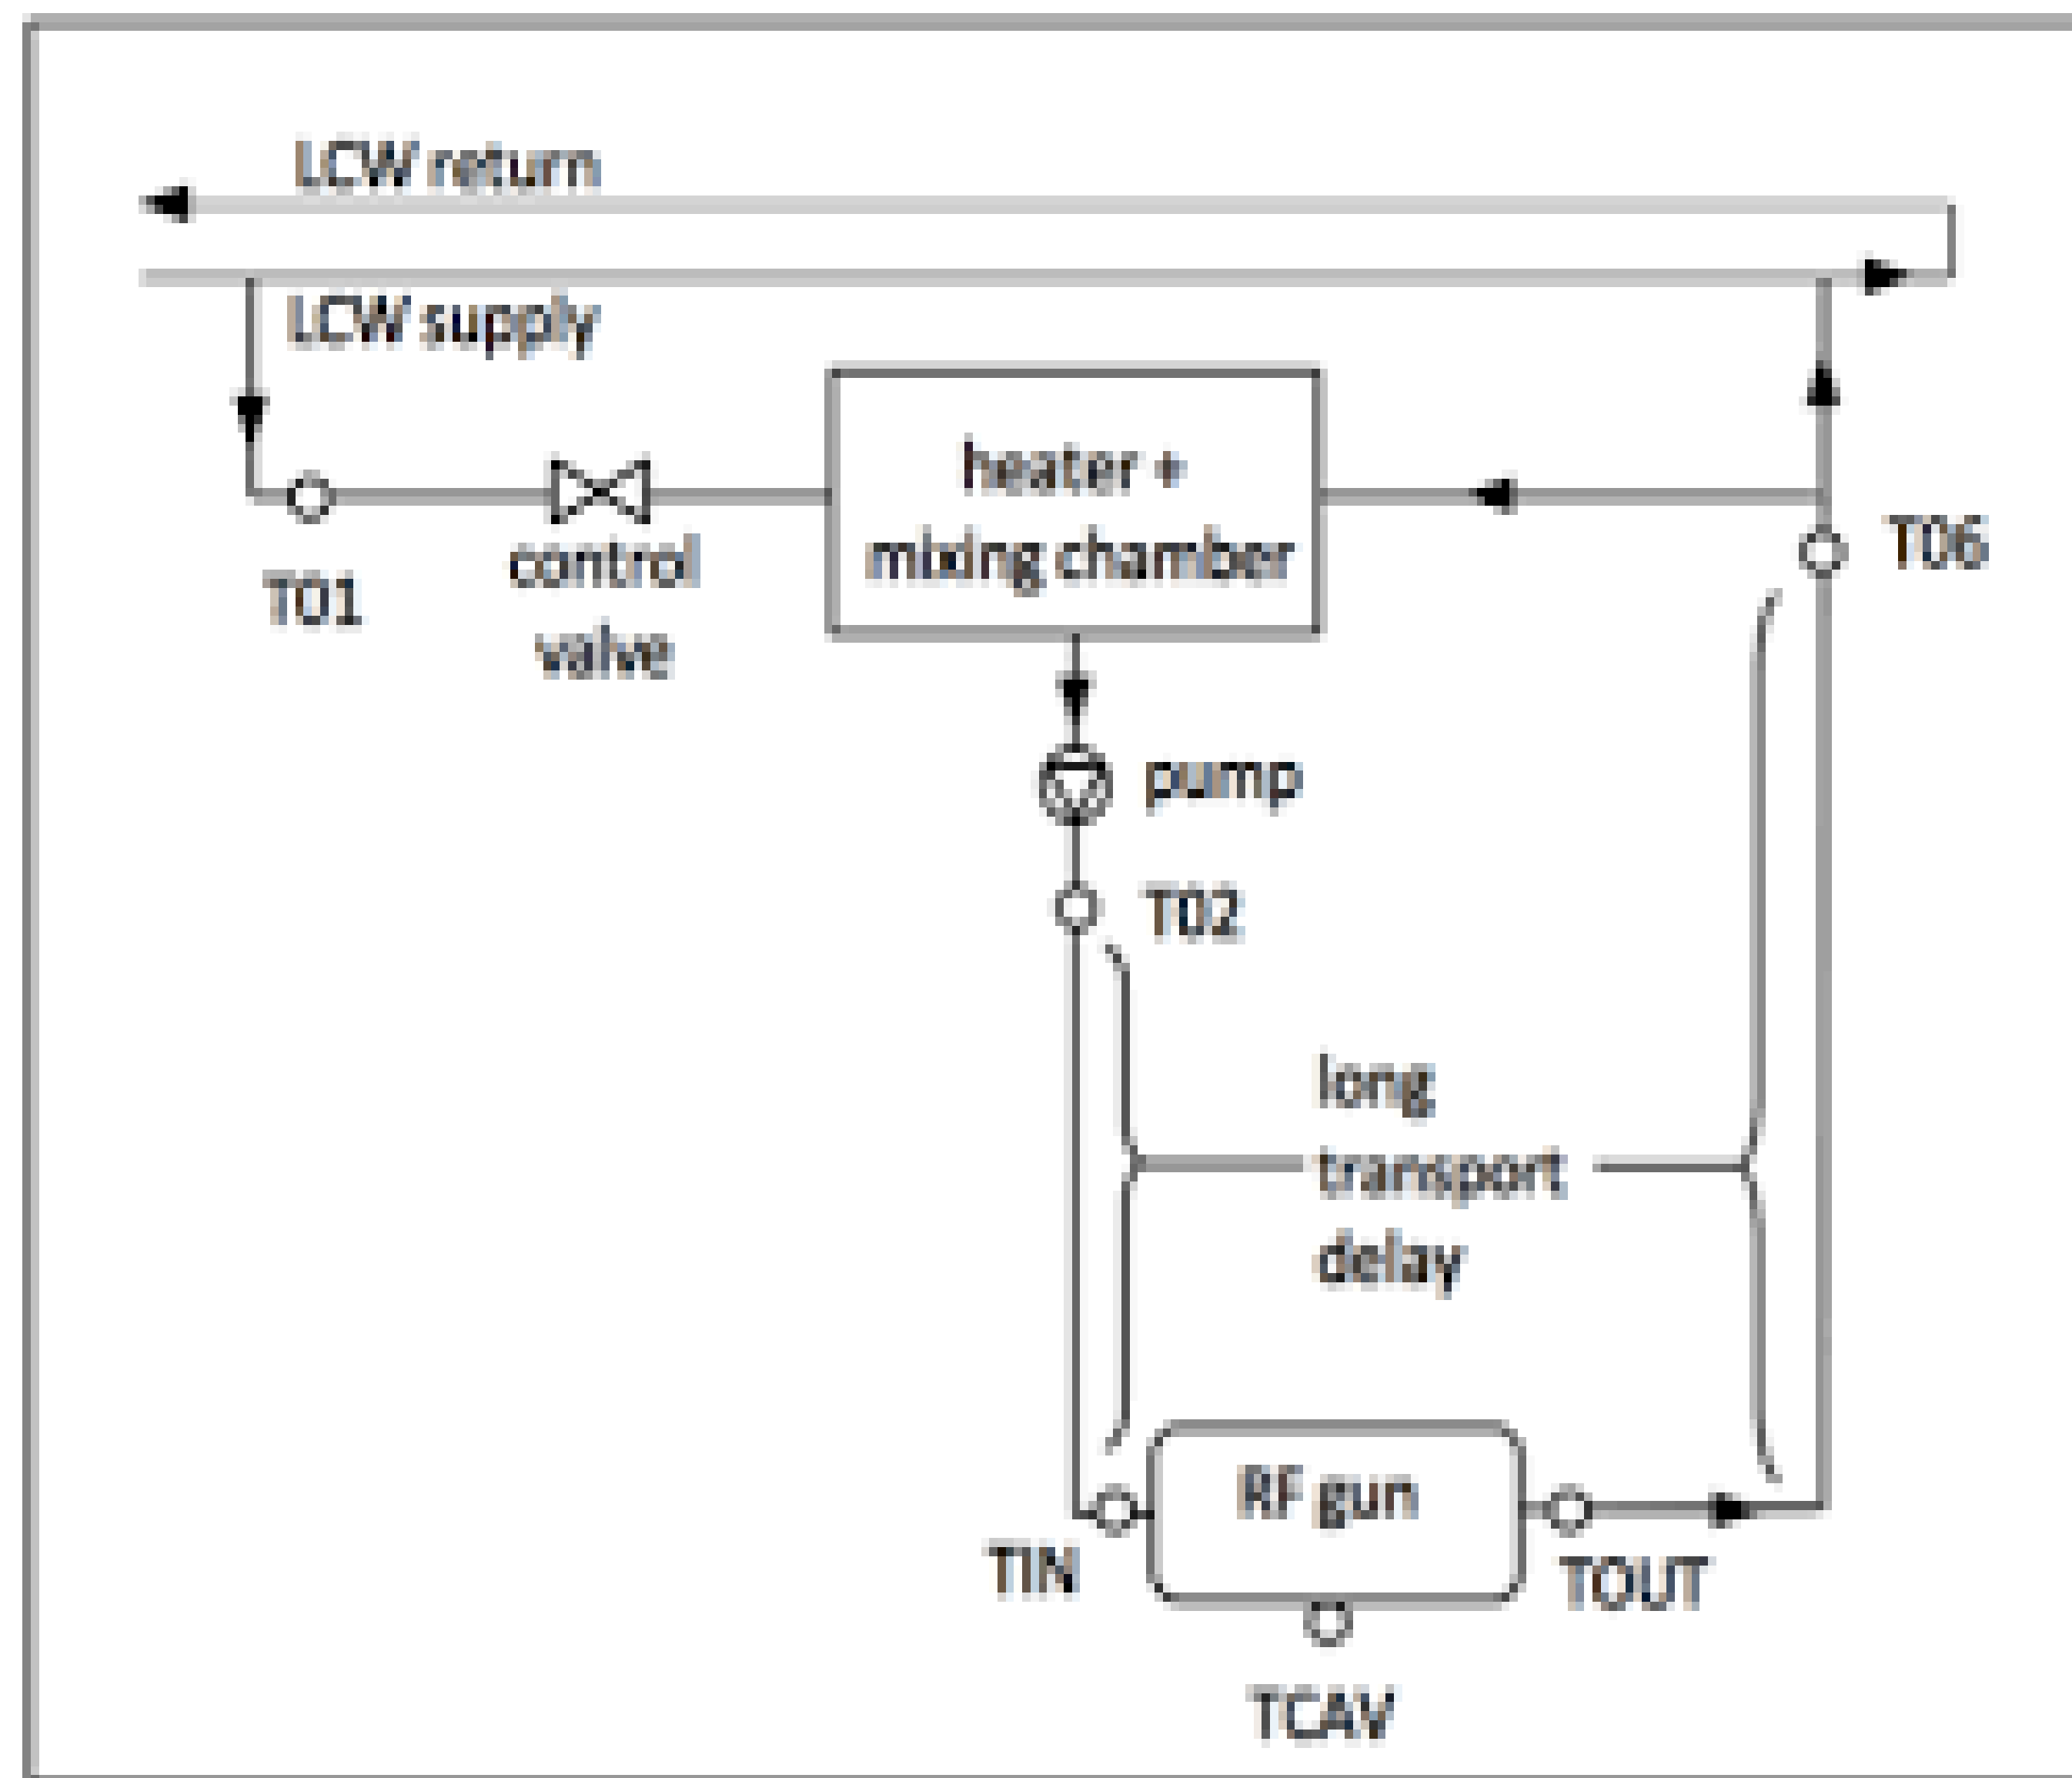 LCW return
LCW supply
heater +
mixing chamber
T01
control
valve
T06
pump
T02
long
transport
delay
RF gun
TIN
TOUT
TCAV